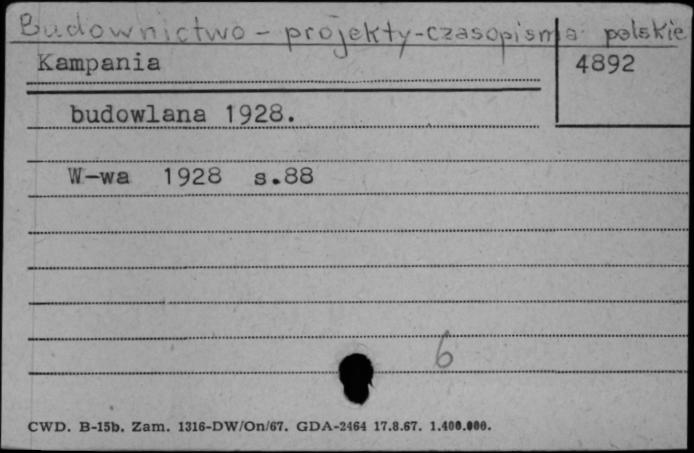 Budownictwo - projekty - czasopisma polskie
Kampania 4892
budowlana 1928.
W-wa 1928 s.88
6
CWD. B-15b. Zam. 1316-DW/On/67. GDA-2464 17.8.67. 1.400.000.